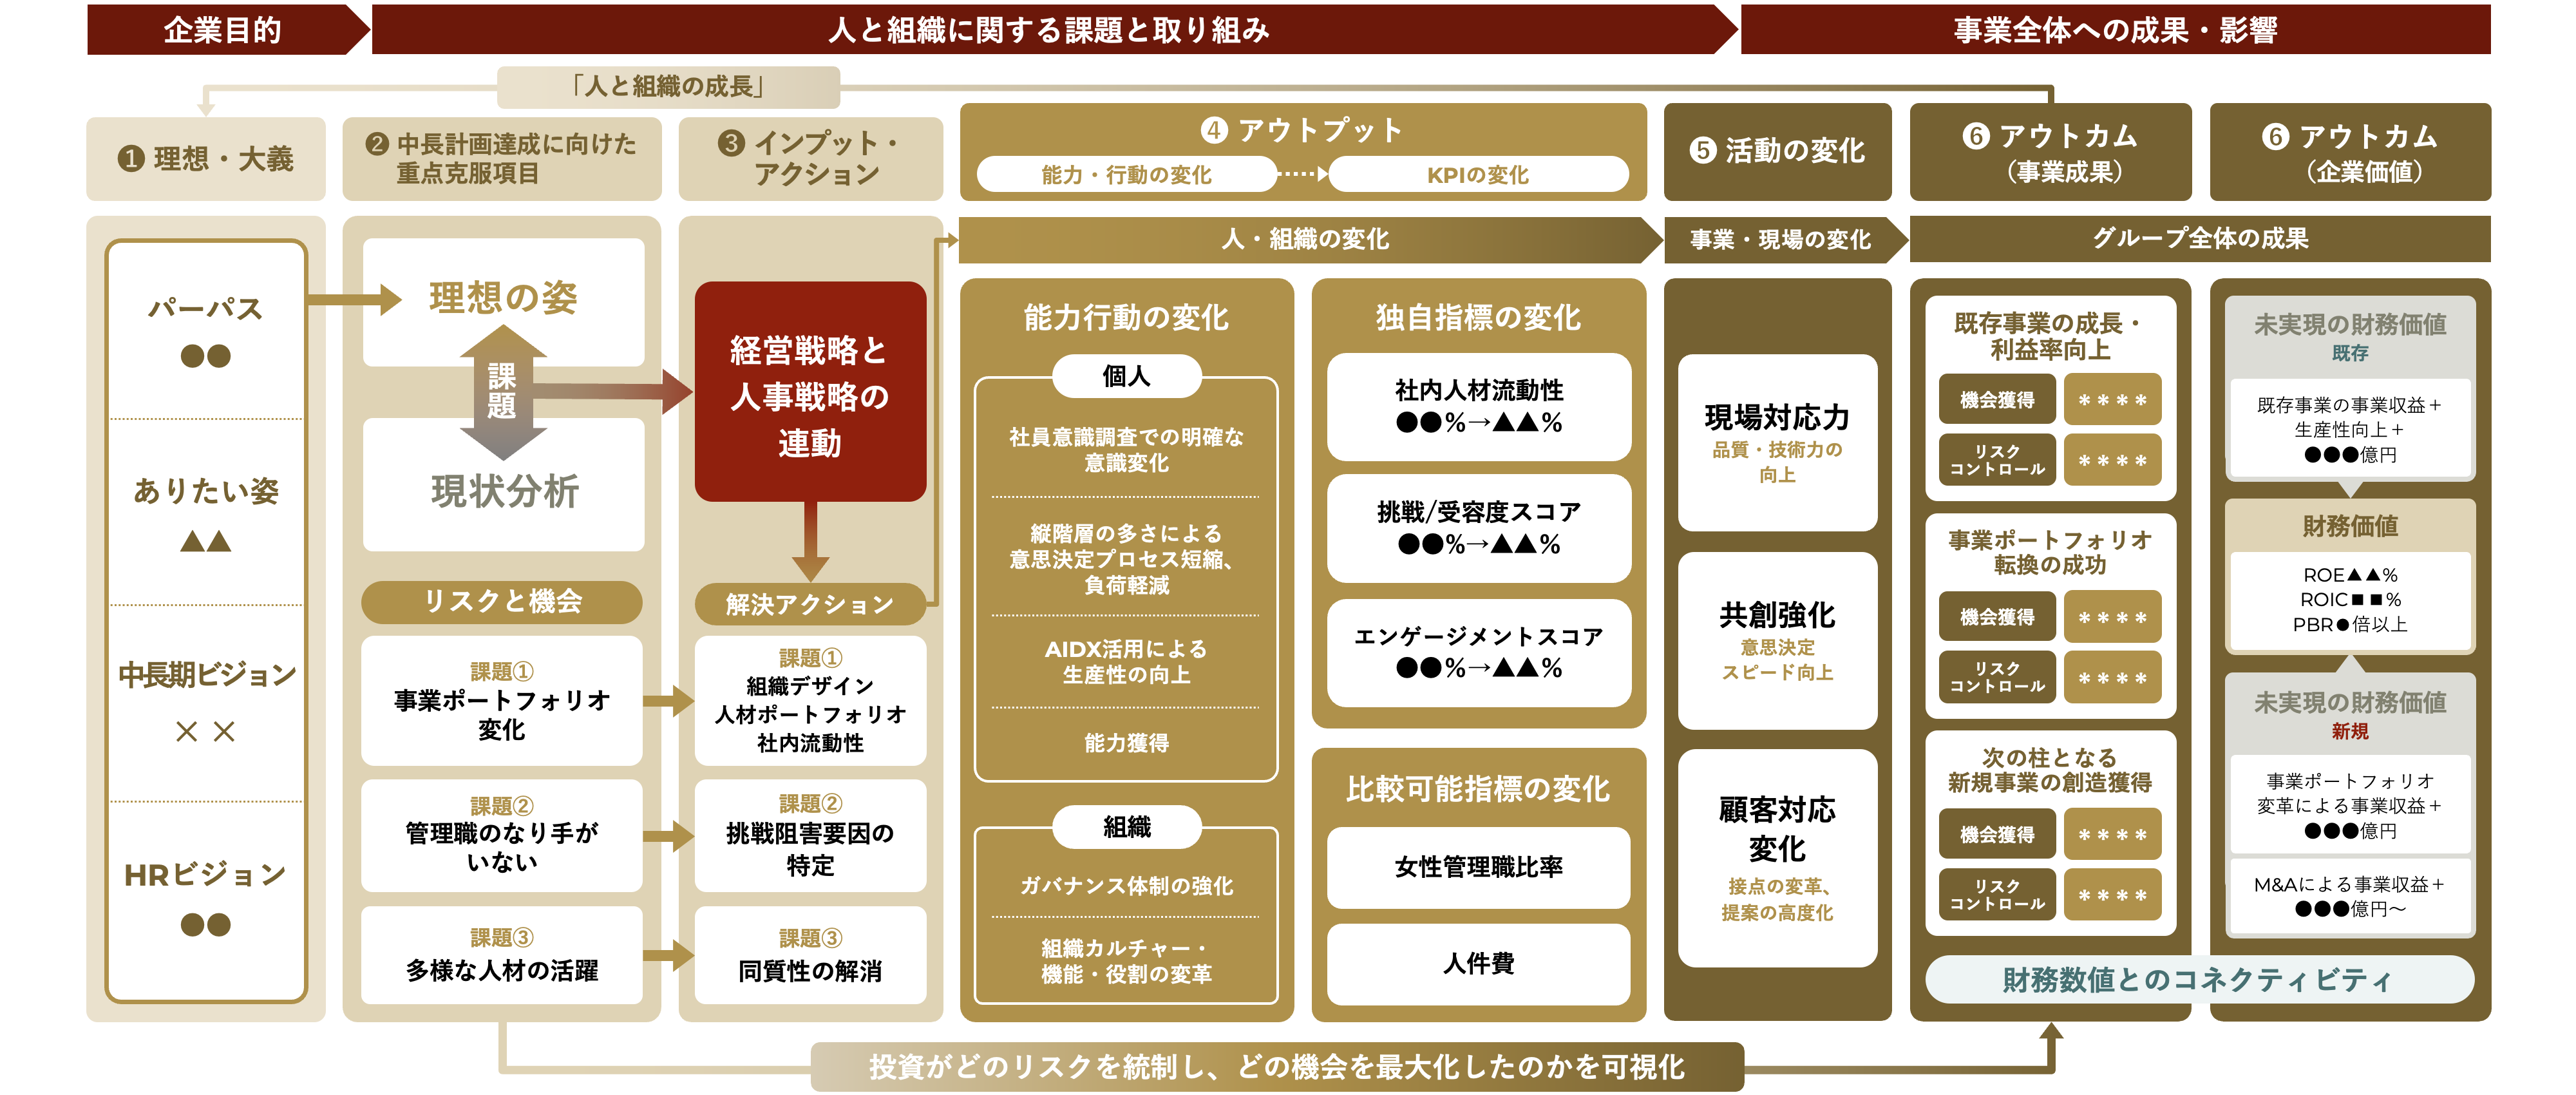 企業目的
人と組織に関する課題と取り組み
事業全体への成果・影響
「人と組織の成長」
❶ 理想・大義
❷ 中長計画達成に向けた
重点克服項目
❸ インプット・
アクション
❹ アウトプット
能力・行動の変化
KPIの変化
❺ 活動の変化
❻ アウトカム
（事業成果）
❻ アウトカム
（企業価値）
人・組織の変化
事業・現場の変化
グループ全体の成果
パーパス
●●
ありたい姿
▲▲
中長期ビジョン
× ×
HRビジョン
●●
理想の姿
課題
現状分析
リスクと機会
課題①
事業ポートフォリオ
変化
課題②
管理職のなり手が
いない
課題③
多様な人材の活躍
経営戦略と
人事戦略の
連動
解決アクション
課題①
組織デザイン
人材ポートフォリオ
社内流動性
課題②
挑戦阻害要因の
特定
課題③
同質性の解消
能力行動の変化
個人
社員意識調査での明確な
意識変化
縦階層の多さによる
意思決定プロセス短縮、
負荷軽減
AIDX活用による
生産性の向上
能力獲得
組織
ガバナンス体制の強化
組織カルチャー・
機能・役割の変革
独自指標の変化
社内人材流動性
●●%→▲▲%
挑戦/受容度スコア
●●%→▲▲%
エンゲージメントスコア
●●%→▲▲%
比較可能指標の変化
女性管理職比率
人件費
現場対応力
品質・技術力の
向上
共創強化
意思決定
スピード向上
顧客対応
変化
接点の変革、
提案の高度化
既存事業の成長・
利益率向上
機会獲得
＊＊＊＊
リスク
コントロール
＊＊＊＊
事業ポートフォリオ
転換の成功
機会獲得
＊＊＊＊
リスク
コントロール
＊＊＊＊
次の柱となる
新規事業の創造獲得
機会獲得
＊＊＊＊
リスク
コントロール
＊＊＊＊
未実現の財務価値
既存
既存事業の事業収益＋
生産性向上＋
●●●億円
財務価値
ROE▲▲%
ROIC■■%
PBR●倍以上
未実現の財務価値
新規
事業ポートフォリオ
変革による事業収益＋
●●●億円
M&Aによる事業収益＋
●●●億円〜
財務数値とのコネクティビティ
投資がどのリスクを統制し、どの機会を最大化したのかを可視化